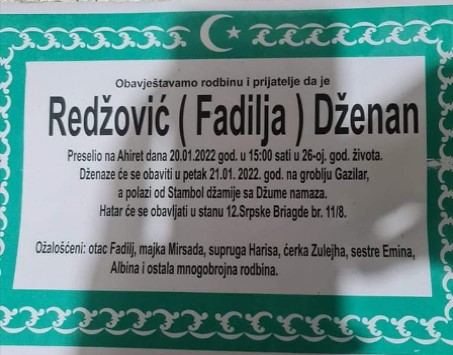 Obavještavamo rodbinu i prijatelje da je
Redžović ( Fadilja ) Dženan
Preselio na Ahiret dana 20.01.2022 god. u 15:00 sati u 26-oj. god. života.
Dženaze će se obaviti u petak 21.01. 2022. god. na groblju Gazilar,
a polazi od Stambol džamije sa Džume namaza.
Hatar će se obavljati u stanu 12.Srpske Briagde br. 11/8.
Ožalošćeni: otac Fadilj, majka Mirsada, supruga Harisa, ćerka Zulejha, sestre Emina,
Albina i ostala mnogobrojna rodbina.